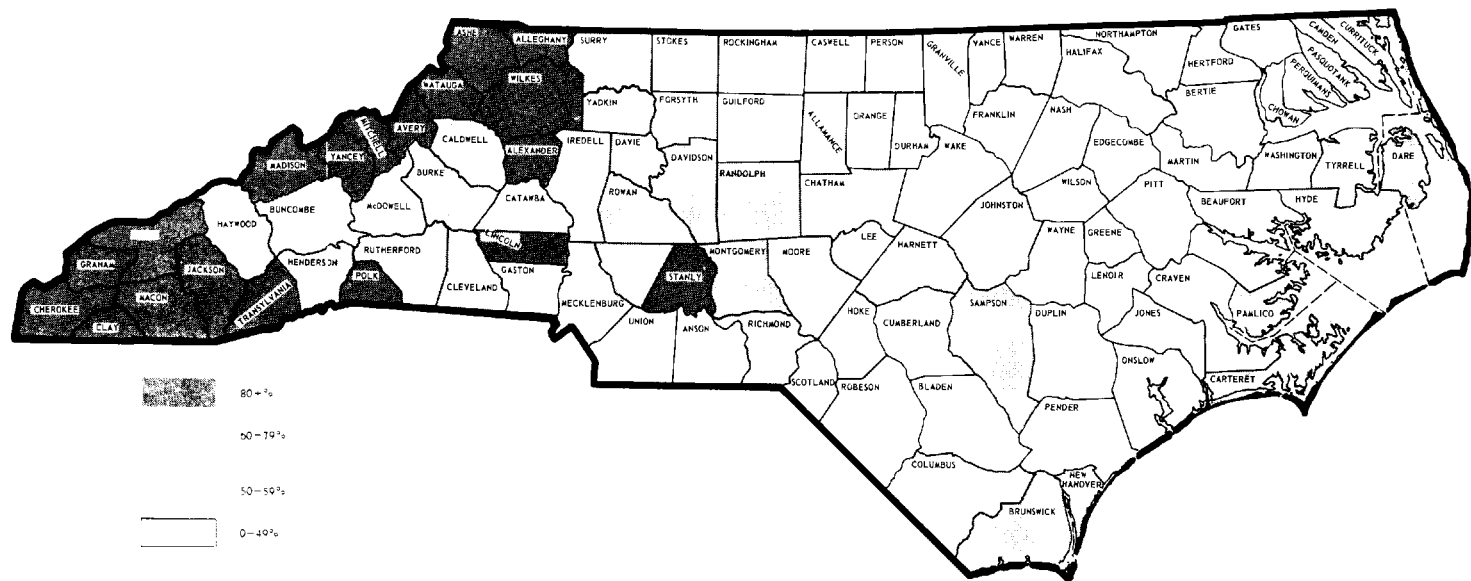 ASHE
ALLEGHANY
SURRY
STOKES
ROCKINGHAM
CASWELL
PERSON
GRANVILLE
VANCE
WARREN
NORTHAMPTON
GATES
CAMDEN
CURRITUCK
PASQUOTANK
PERQUIMANS
CHOWAN
HALIFAX
HERTFORD
BERTIE
WATAUGA
WILKES
YADKIN
FORSYTH
GUILFORD
ALLAMANCE
ORANGE
DURHAM
FRANKLIN
NASH
EDGECOMBE
MARTIN
WASHINGTON
TYRRELL
DARE
MITCHELL
AVERY
CALDWELL
ALEXANDER
IREDELL
DAVIE
DAVIDSON
RANDOLPH
CHATHAM
WAKE
WILSON
PITT
BEAUFORT
HYDE
MADISON
YANCEY
BURKE
CATAWBA
ROWAN
JOHNSTON
WAYNE
GREENE
HAYWOOD
BUNCOMBE
McDOWELL
LINCOLN
LEE
HARNETT
LENOIR
CRAVEN
PAMLICO
GRAHAM
JACKSON
HENDERSON
RUTHERFORD
POLK
CLEVELAND
GASTON
MECKLENBURG
STANLY
MONTGOMERY
MOORE
CHEROKEE
MACON
CLAY
TRANSYLVANIA
UNION
ANSON
RICHMOND
HOKE
CUMBERLAND
SAMPSON
DUPLIN
JONES
ONSLOW
CARTERET
SCOTLAND
ROBESON
BLADEN
PENDER
COLUMBUS
NEW
HANOVER
BRUNSWICK
80+%
60-79%
50-59%
0-49%